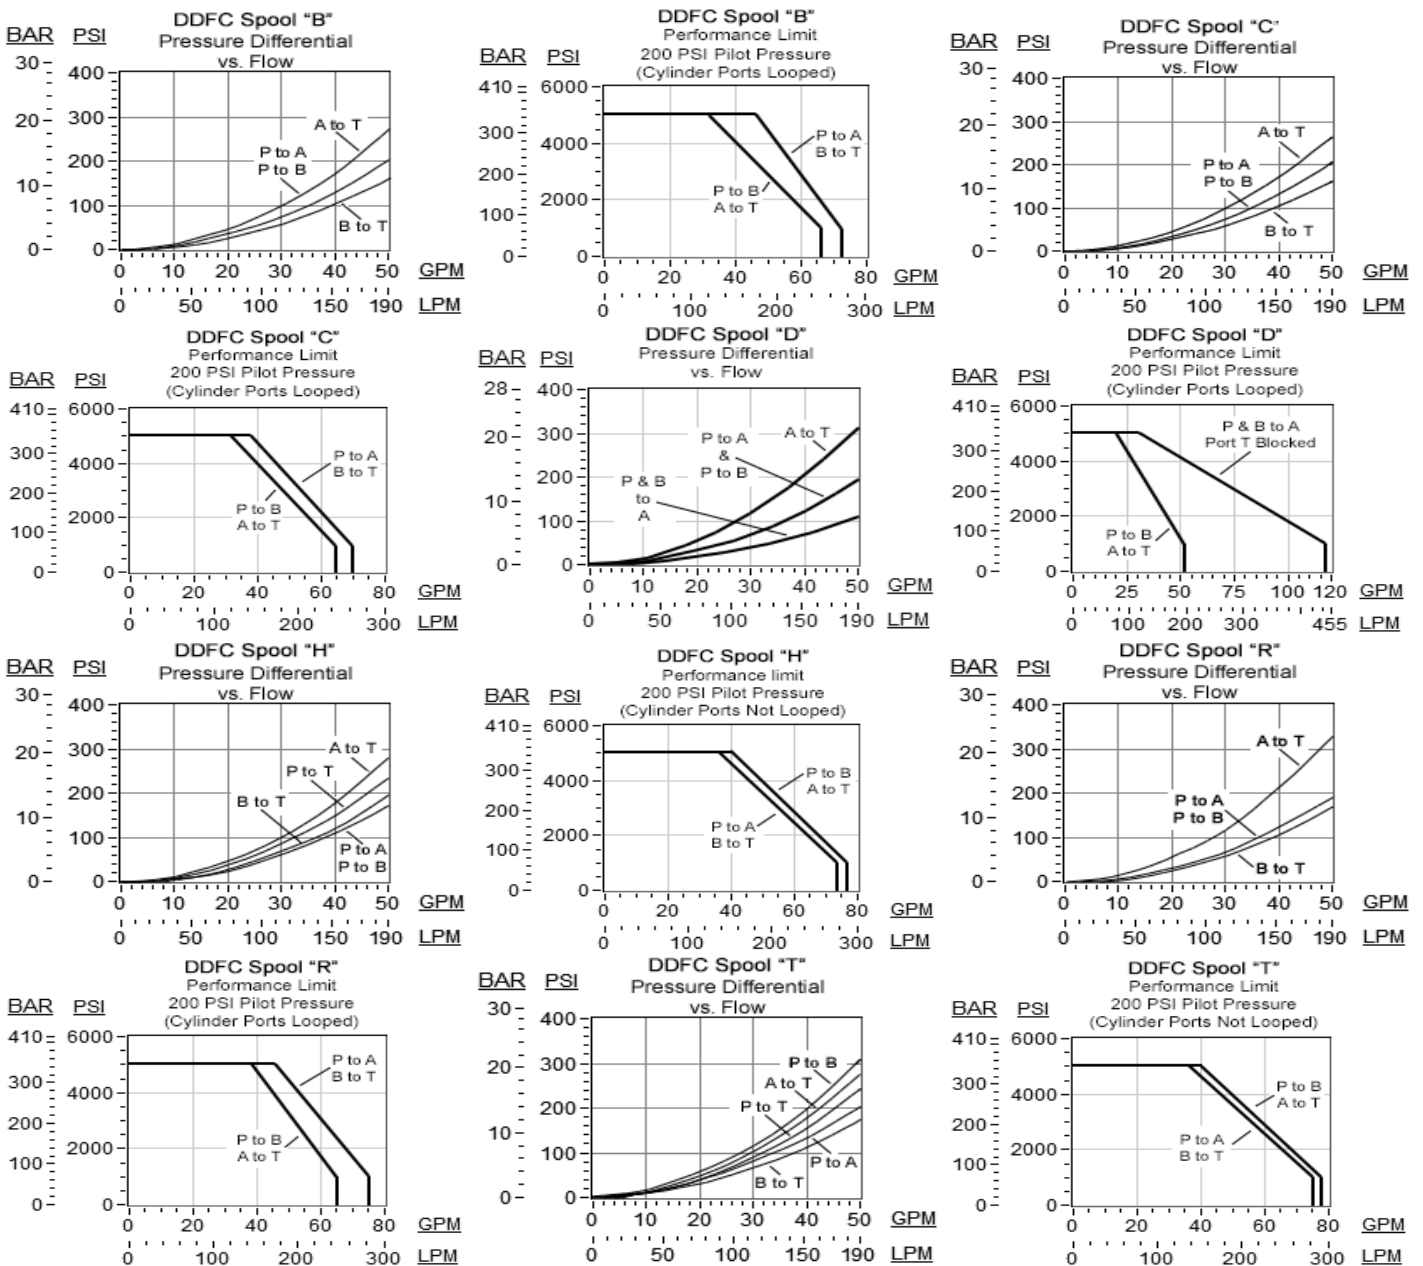 DDFC Spool “B”
Pressure Differential
vs. Flow
BAR PSI
30 20 10 0
400 300 200 100 0
A to T
P to A
P to B
B to T
0 10 20 30 40 50 GPM
0 50 100 150 190 LPM
DDFC Spool “B”
Performance Limit
200 PSI Pilot Pressure
(Cylinder Ports Looped)
BAR PSI
410 300 200 100 0
6000 4000 2000 0
P to A
B to T
P to B
A to T
0 20 40 60 80 GPM
0 100 200 300 LPM
DDFC Spool “C”
Pressure Differential
vs. Flow
BAR PSI
30 20 10 0
400 300 200 100 0
A to T
P to A
P to B
B to T
0 10 20 30 40 50 GPM
0 50 100 150 190 LPM
DDFC Spool “C”
Performance Limit
200 PSI Pilot Pressure
(Cylinder Ports Looped)
BAR PSI
410 300 200 100 0
6000 4000 2000 0
P to A
B to T
P to B
A to T
0 20 40 60 80 GPM
0 100 200 300 LPM
DDFC Spool “D”
Pressure Differential
vs. Flow
BAR PSI
28 20 10 0
400 300 200 100 0
A to T
P to A
&
P to B
P & B
to
A
0 10 20 30 40 50 GPM
0 50 100 150 190 LPM
DDFC Spool “D”
Performance Limit
200 PSI Pilot Pressure
(Cylinder Ports Looped)
BAR PSI
410 300 200 100 0
6000 4000 2000 0
P & B to A
Port T Blocked
P to B
A to T
0 25 50 75 100 120 GPM
0 100 200 300 455 LPM
DDFC Spool “H”
Pressure Differential
vs. Flow
BAR PSI
30 20 10 0
400 300 200 100 0
A to T
P to T
B to T
P to A
P to B
0 10 20 30 40 50 GPM
0 50 100 150 190 LPM
DDFC Spool “H”
Performance limit
200 PSI Pilot Pressure
(Cylinder Ports Not Looped)
BAR PSI
410 300 200 100 0
6000 4000 2000 0
P to B
A to T
P to A
B to T
0 20 40 60 80 GPM
0 100 200 300 LPM
DDFC Spool “R”
Pressure Differential
vs. Flow
BAR PSI
30 20 10 0
400 300 200 100 0
A to T
P to A
P to B
B to T
0 10 20 30 40 50 GPM
0 50 100 150 190 LPM
DDFC Spool “R”
Performance Limit
200 PSI Pilot Pressure
(Cylinder Ports Looped)
BAR PSI
410 300 200 100 0
6000 4000 2000 0
P to A
B to T
P to B
A to T
0 20 40 60 80 GPM
0 100 200 300 LPM
DDFC Spool “T”
Pressure Differential
vs. Flow
BAR PSI
30 20 10 0
400 300 200 100 0
P to B
A to T
P to T
P to A
B to T
0 10 20 30 40 50 GPM
0 50 100 150 190 LPM
DDFC Spool “T”
Performance Limit
200 PSI Pilot Pressure
(Cylinder Ports Not Looped)
BAR PSI
410 300 200 100 0
6000 4000 2000 0
P to B
A to T
P to A
B to T
0 20 40 60 80 GPM
0 100 200 300 LPM